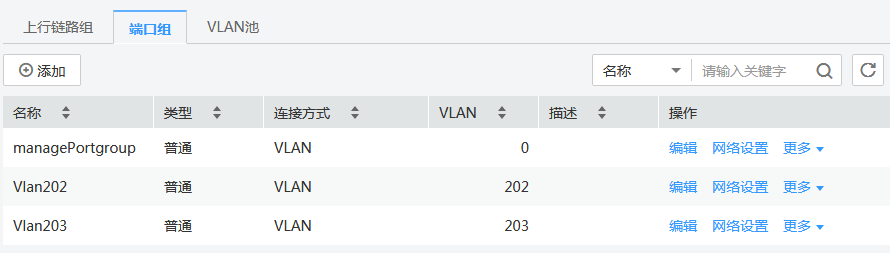 上行链路组 端口组 VLAN池
添加 名称 请输入关键字
名称 类型 连接方式 VLAN 描述 操作
managePortgroup 普通 VLAN 0 编辑 网络设置 更多
Vlan202 普通 VLAN 202 编辑 网络设置 更多
Vlan203 普通 VLAN 203 编辑 网络设置 更多